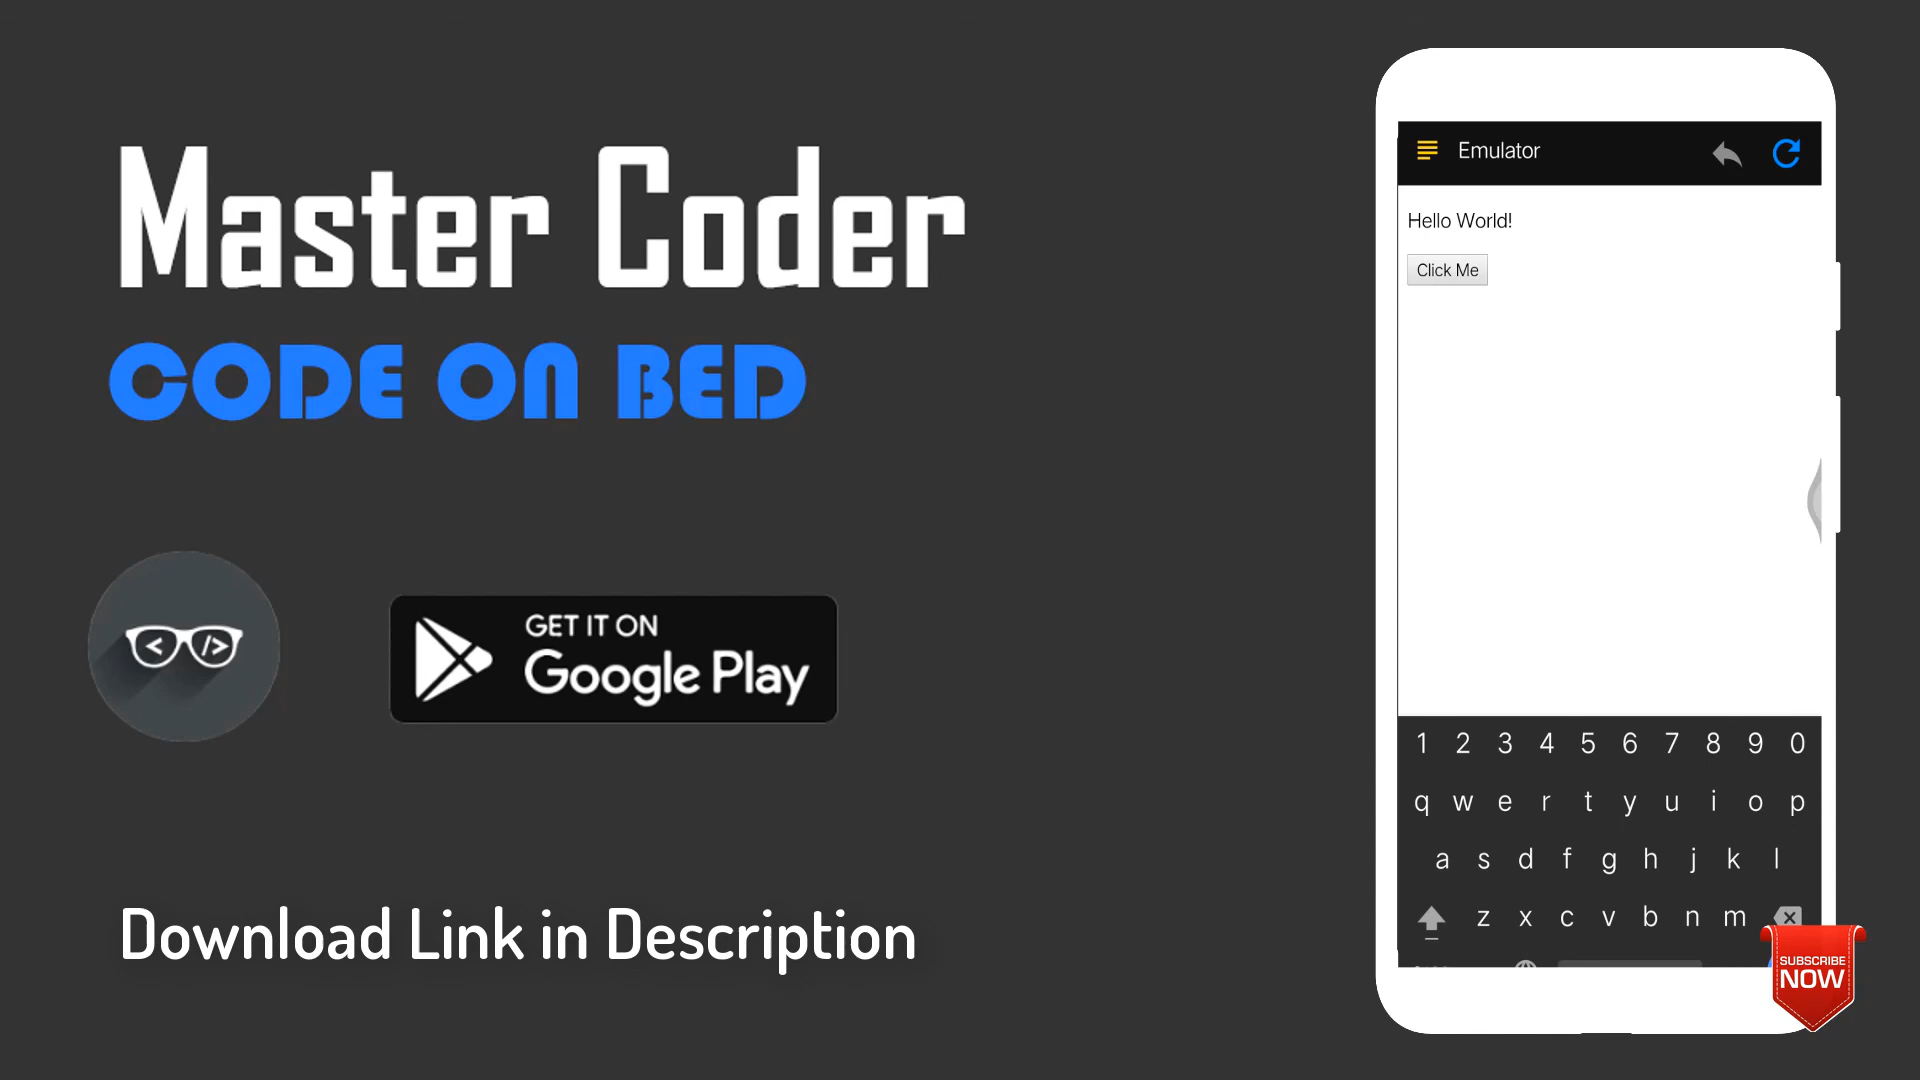 Master Coder
CODE ON BED
< />
GET IT ON
Google Play
Download Link in Description
Emulator
Hello World!
Click Me
1 2 3 4 5 6 7 8 9 0
q w e r t y u i o p
a s d f g h j k l
z x c v b n m
SUBSCRIBE
NOW